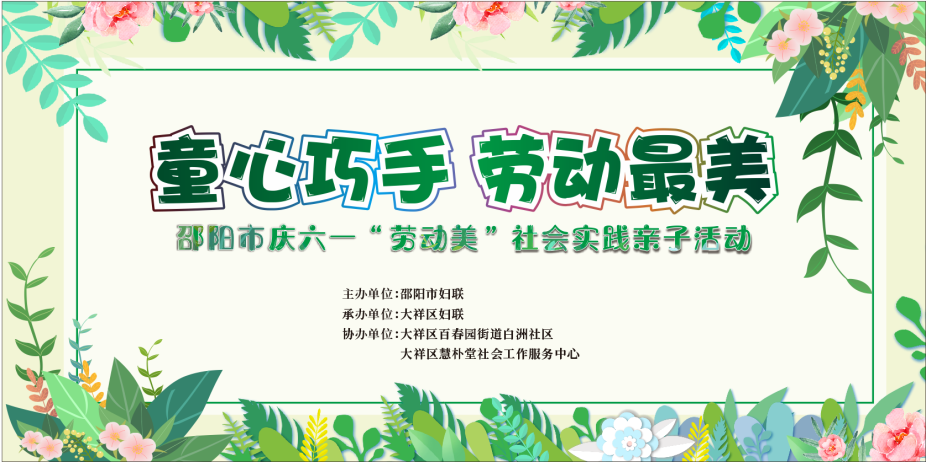 童心巧手 劳动最美
邵阳市庆六一“劳动美”社会实践亲子活动
主办单位:邵阳市妇联
承办单位:大祥区妇联
协办单位:大祥区百春园街道白洲社区
大祥区慧朴堂社会工作服务中心